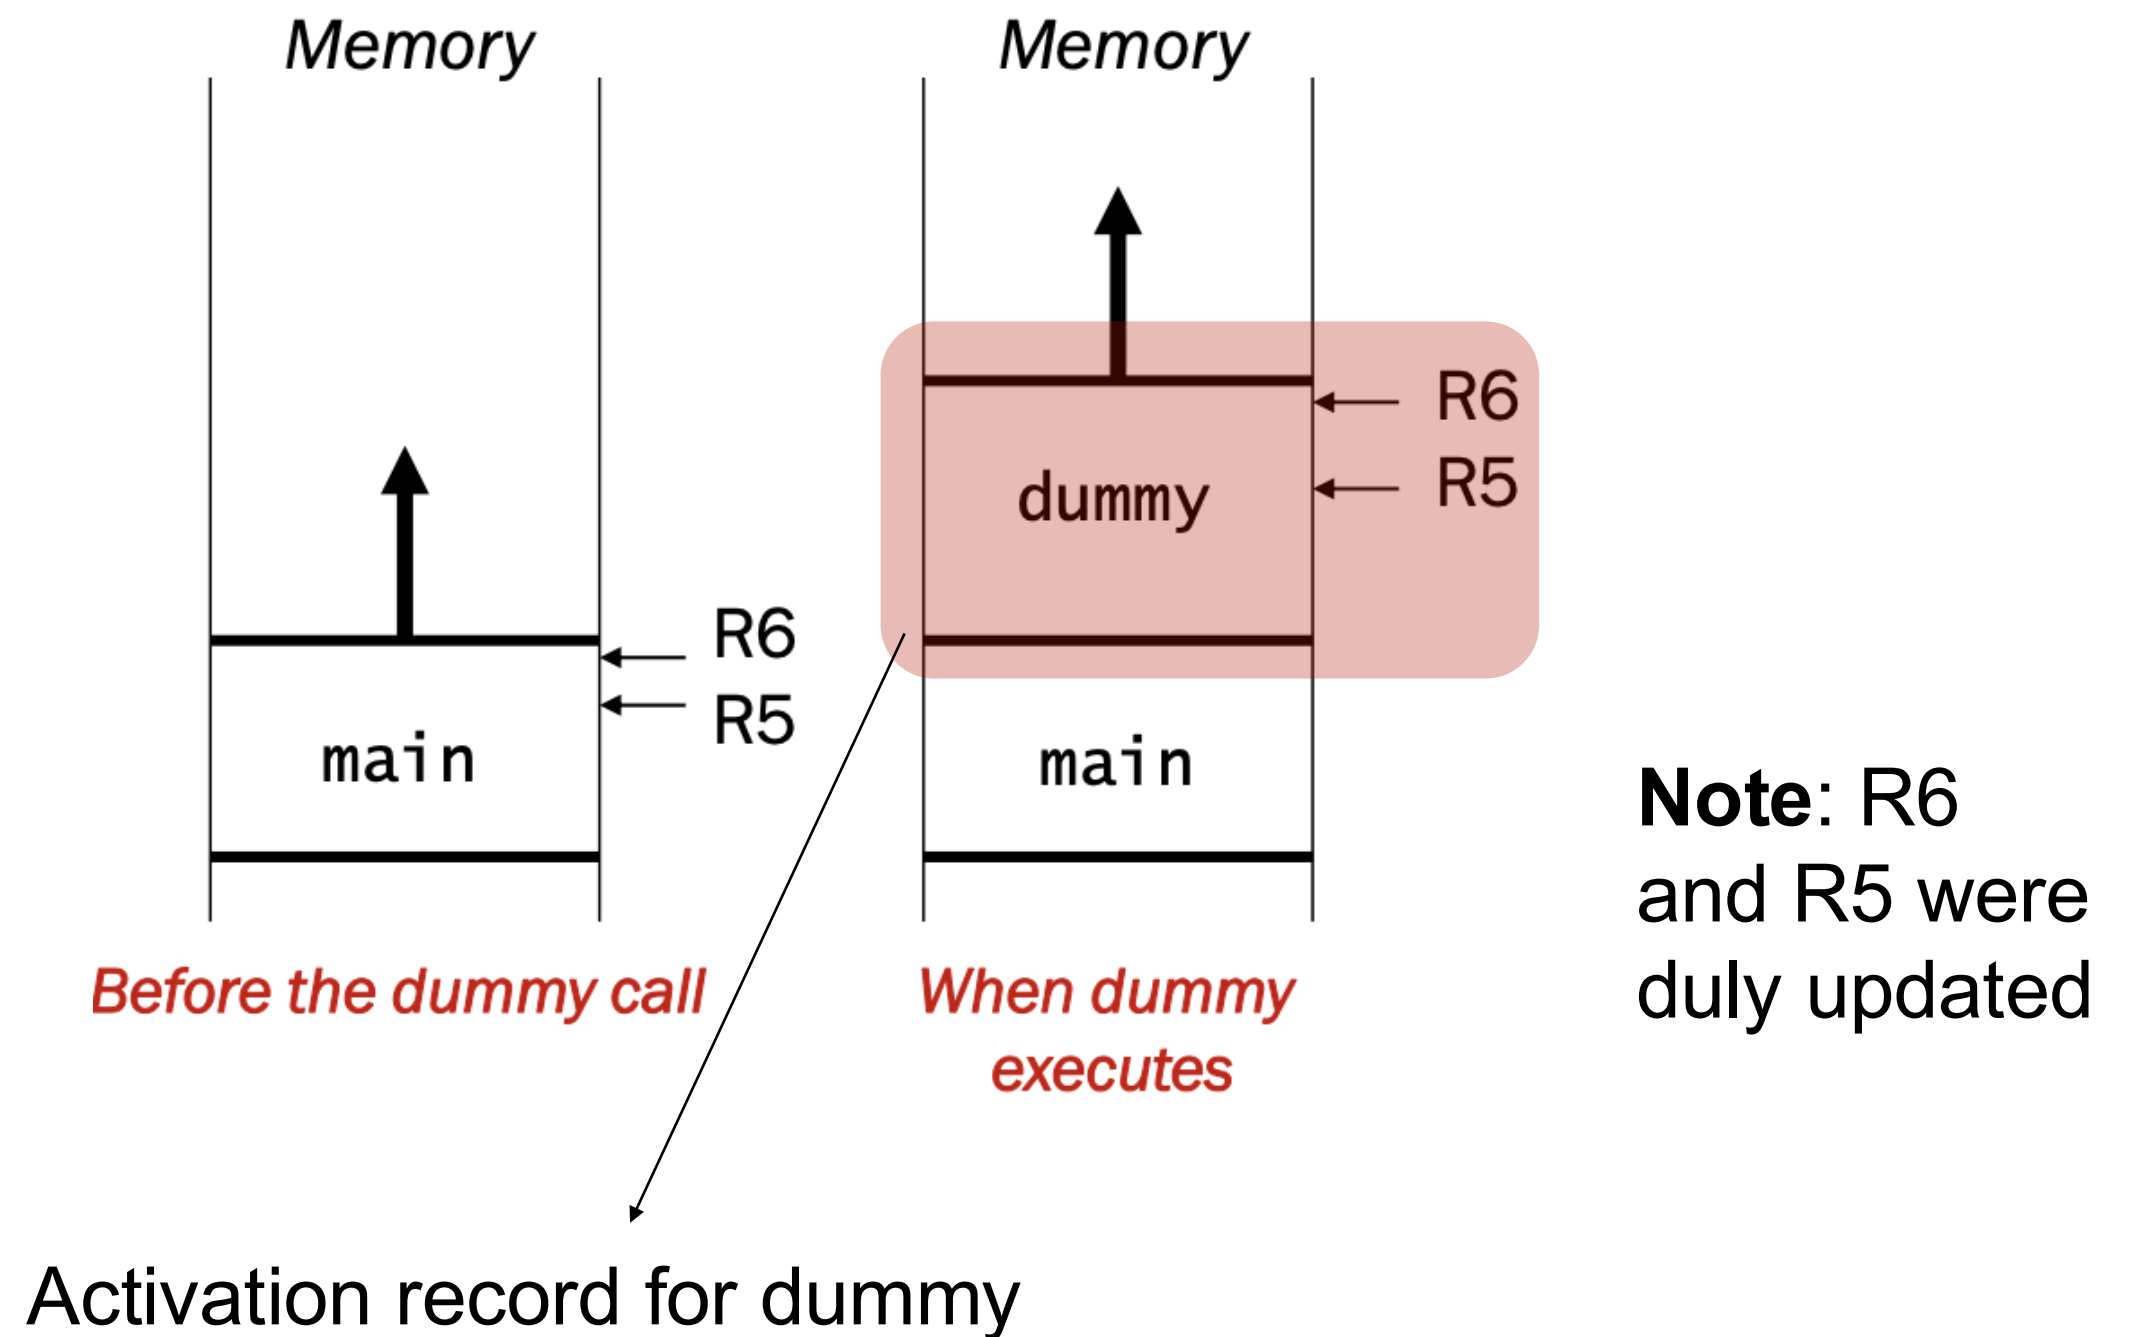 Memory
R6
R5
main
Before the dummy call
Memory
R6
R5
dummy
main
When dummy
executes
Note: R6
and R5 were
duly updated
Activation record for dummy